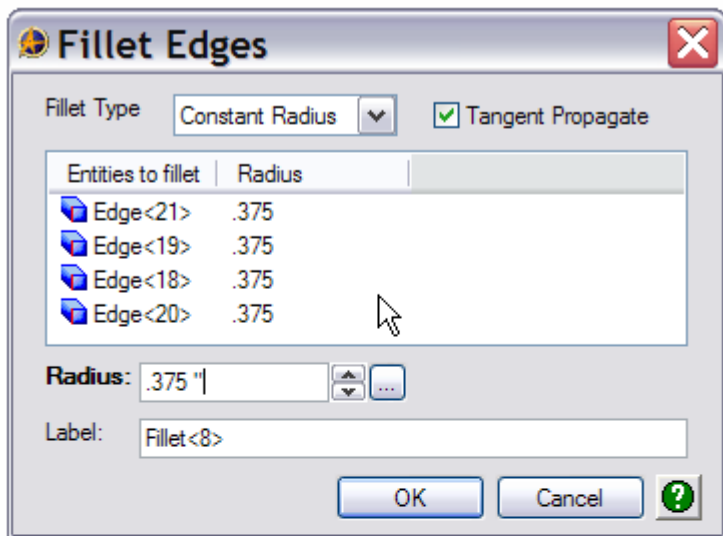 Fillet Edges
Fillet Type Constant Radius Tangent Propagate
Entities to fillet Radius
Edge<21> .375
Edge<19> .375
Edge<18> .375
Edge<20> .375
Radius: .375 " ...
Label: Fillet<8>
OK Cancel ?